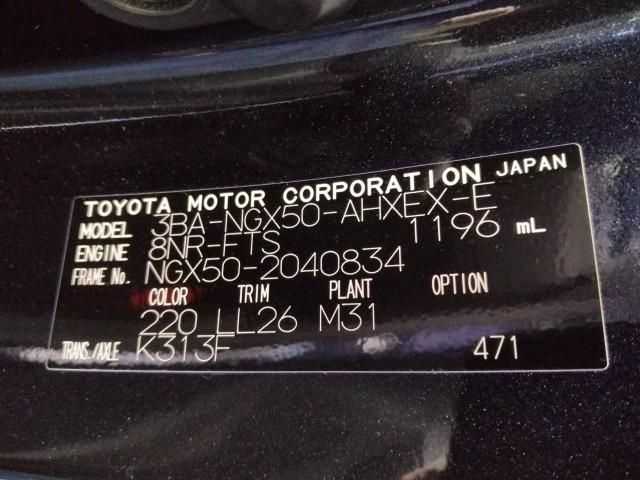 TOYOTA MOTOR CORPORATION JAPAN
MODEL 3BA-NGX50-AHXEX-E
ENGINE 8NR-FTS 1196 mL
FRAME No. NGX50-2040834
COLOR TRIM PLANT OPTION
220 LL26 M31
TRANS./AXLE K313F 471